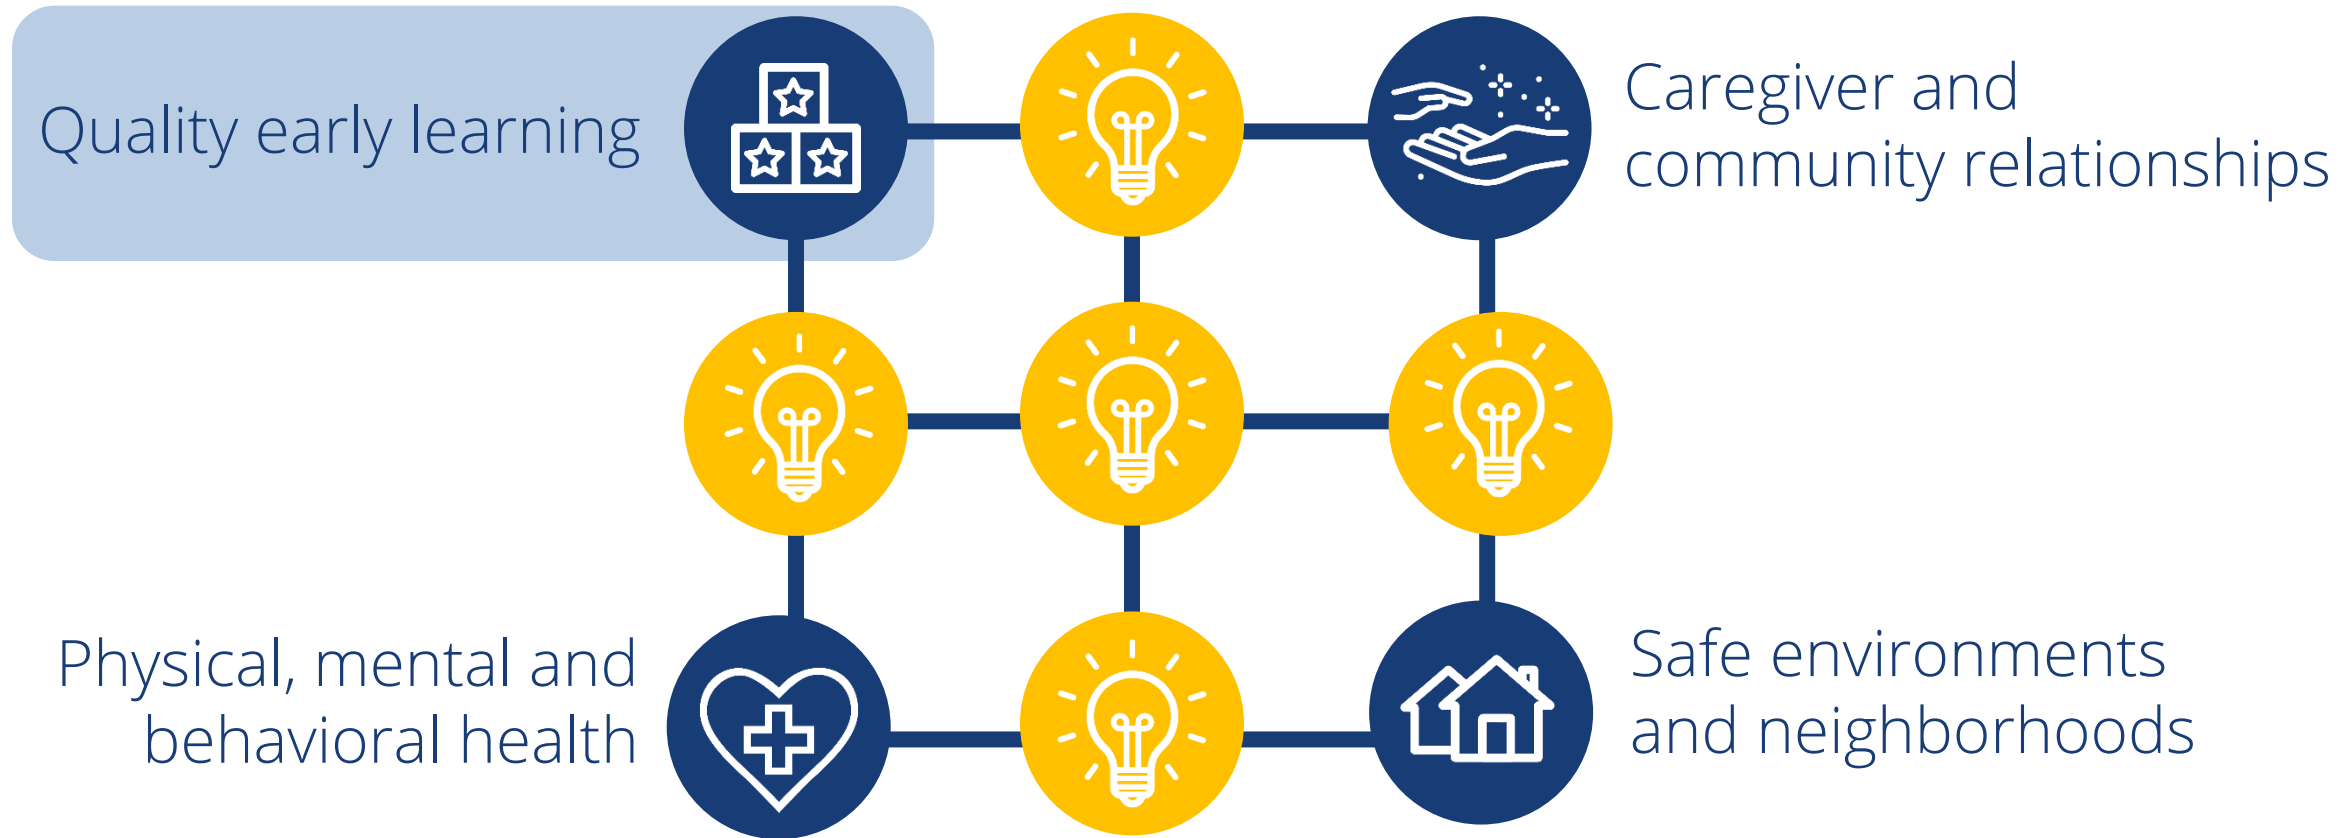 Quality early learning
Caregiver and
community relationships
Physical, mental and
behavioral health
Safe environments
and neighborhoods